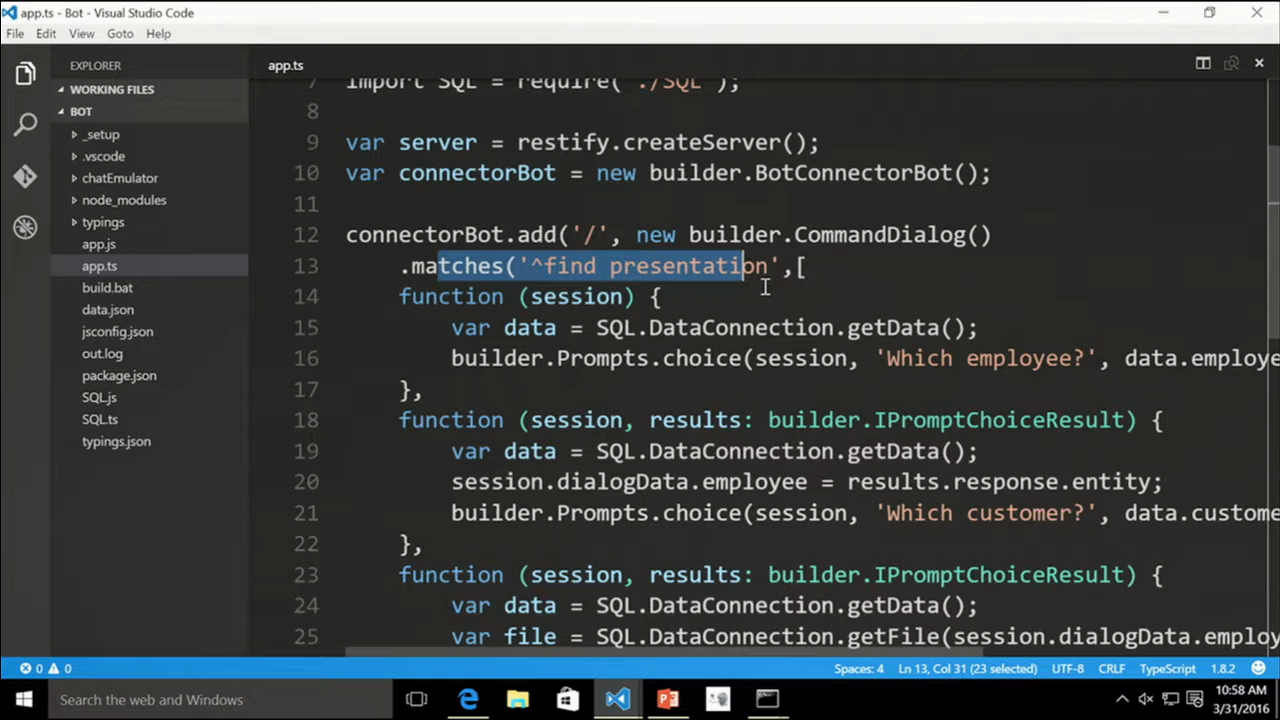 app.ts - Bot - Visual Studio Code
File Edit View Goto Help
EXPLORER
WORKING FILES
BOT
_setup
.vscode
chatEmulator
node_modules
typings
app.js
app.ts
build.bat
data.json
jsconfig.json
out.log
package.json
SQL.js
SQL.ts
typings.json
app.ts
7 import SQL = require('./SQL');
8
9 var server = restify.createServer();
10 var connectorBot = new builder.BotConnectorBot();
11
12 connectorBot.add('/', new builder.CommandDialog()
13 .matches('^find presentation',[
14 function (session) {
15 var data = SQL.DataConnection.getData();
16 builder.Prompts.choice(session, 'Which employee?', data.employe
17 },
18 function (session, results: builder.IPromptChoiceResult) {
19 var data = SQL.DataConnection.getData();
20 session.dialogData.employee = results.response.entity;
21 builder.Prompts.choice(session, 'Which customer?', data.custome
22 },
23 function (session, results: builder.IPromptChoiceResult) {
24 var data = SQL.DataConnection.getData();
25 var file = SQL.DataConnection.getFile(session.dialogData.employ
0 0 Spaces: 4 Ln 13, Col 31 (23 selected) UTF-8 CRLF TypeScript 1.8.2
Search the web and Windows
10:58 AM
3/31/2016